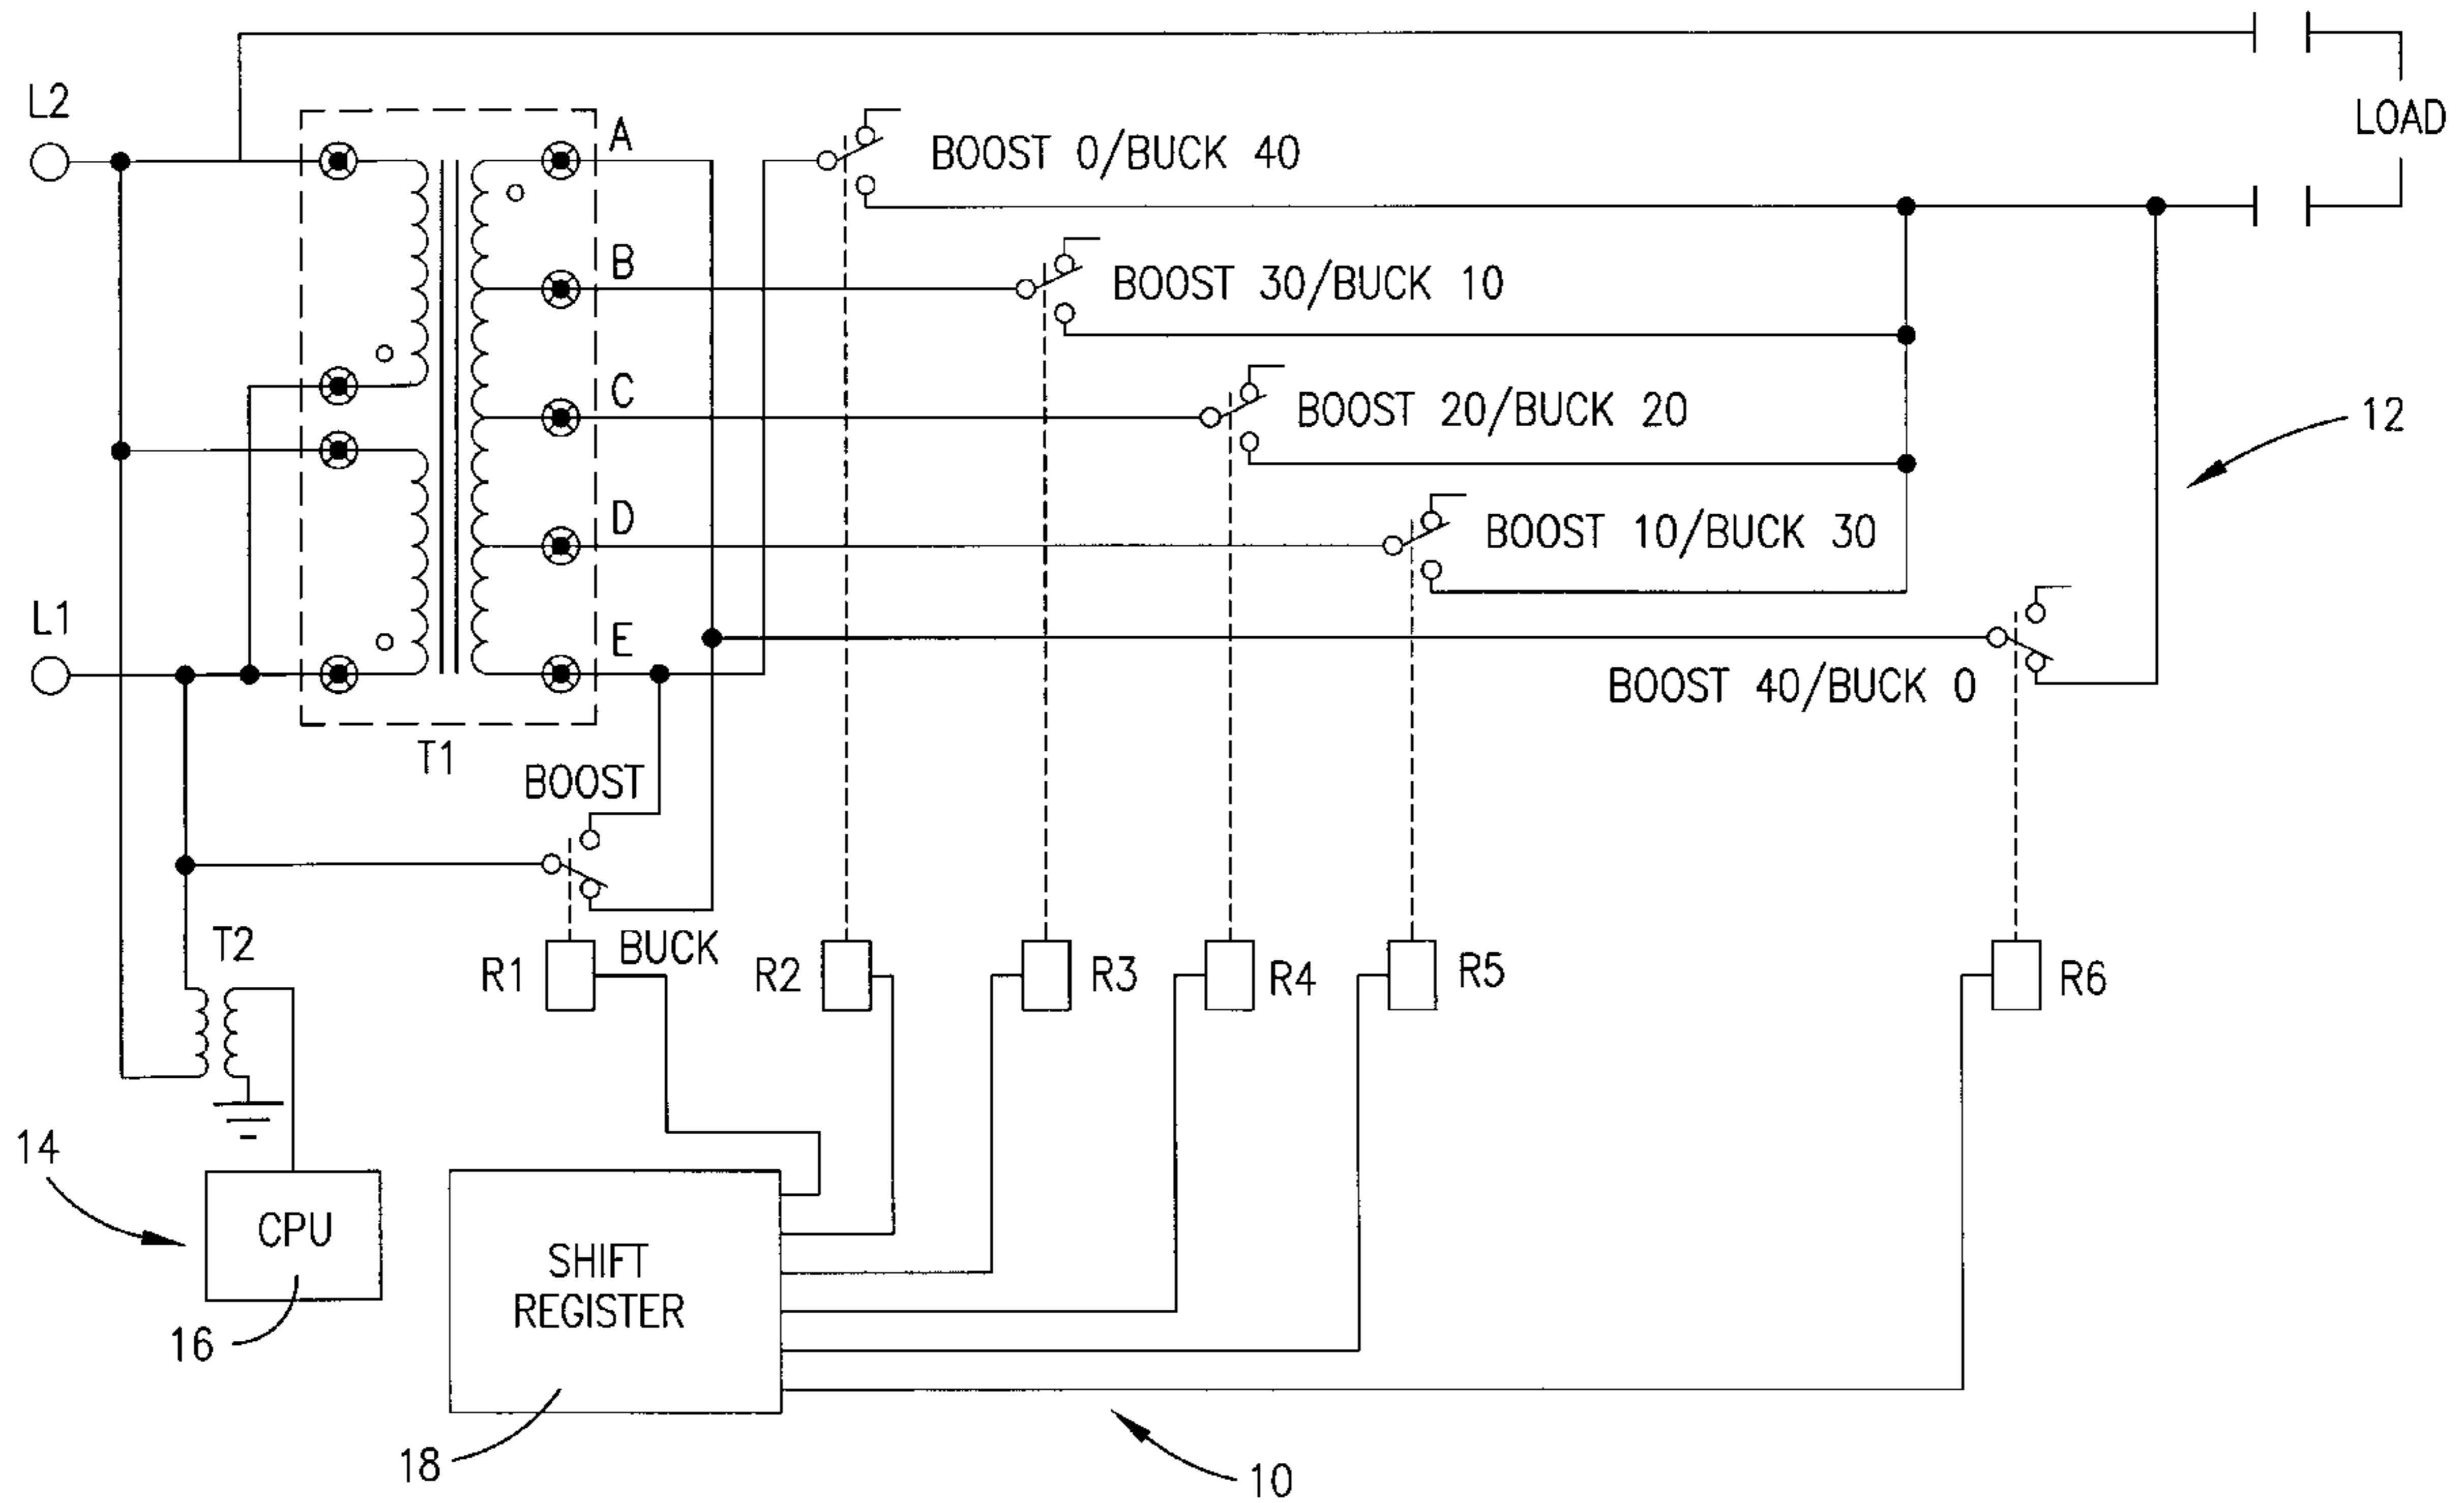 L2
A
BOOST 0/BUCK 40
LOAD
B
BOOST 30/BUCK 10
C
BOOST 20/BUCK 20
12
D
BOOST 10/BUCK 30
L1
E
BOOST 40/BUCK 0
T1
BOOST
T2
BUCK
R1
R2
R3
R4
R5
R6
14
CPU
SHIFT
REGISTER
16
18
10